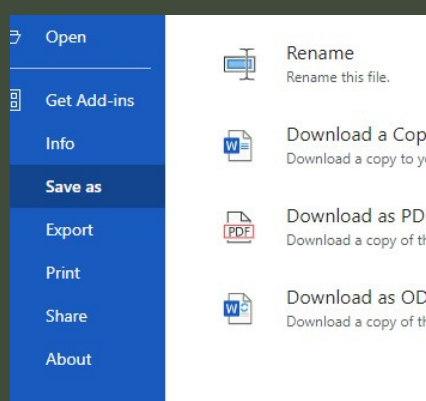 Open
Get Add-ins
Info
Save as
Export
Print
Share
About
Rename
Rename this file.
Download a Cop
Download a copy to yo
Download as PD
Download a copy of th
Download as OD
Download a copy of th